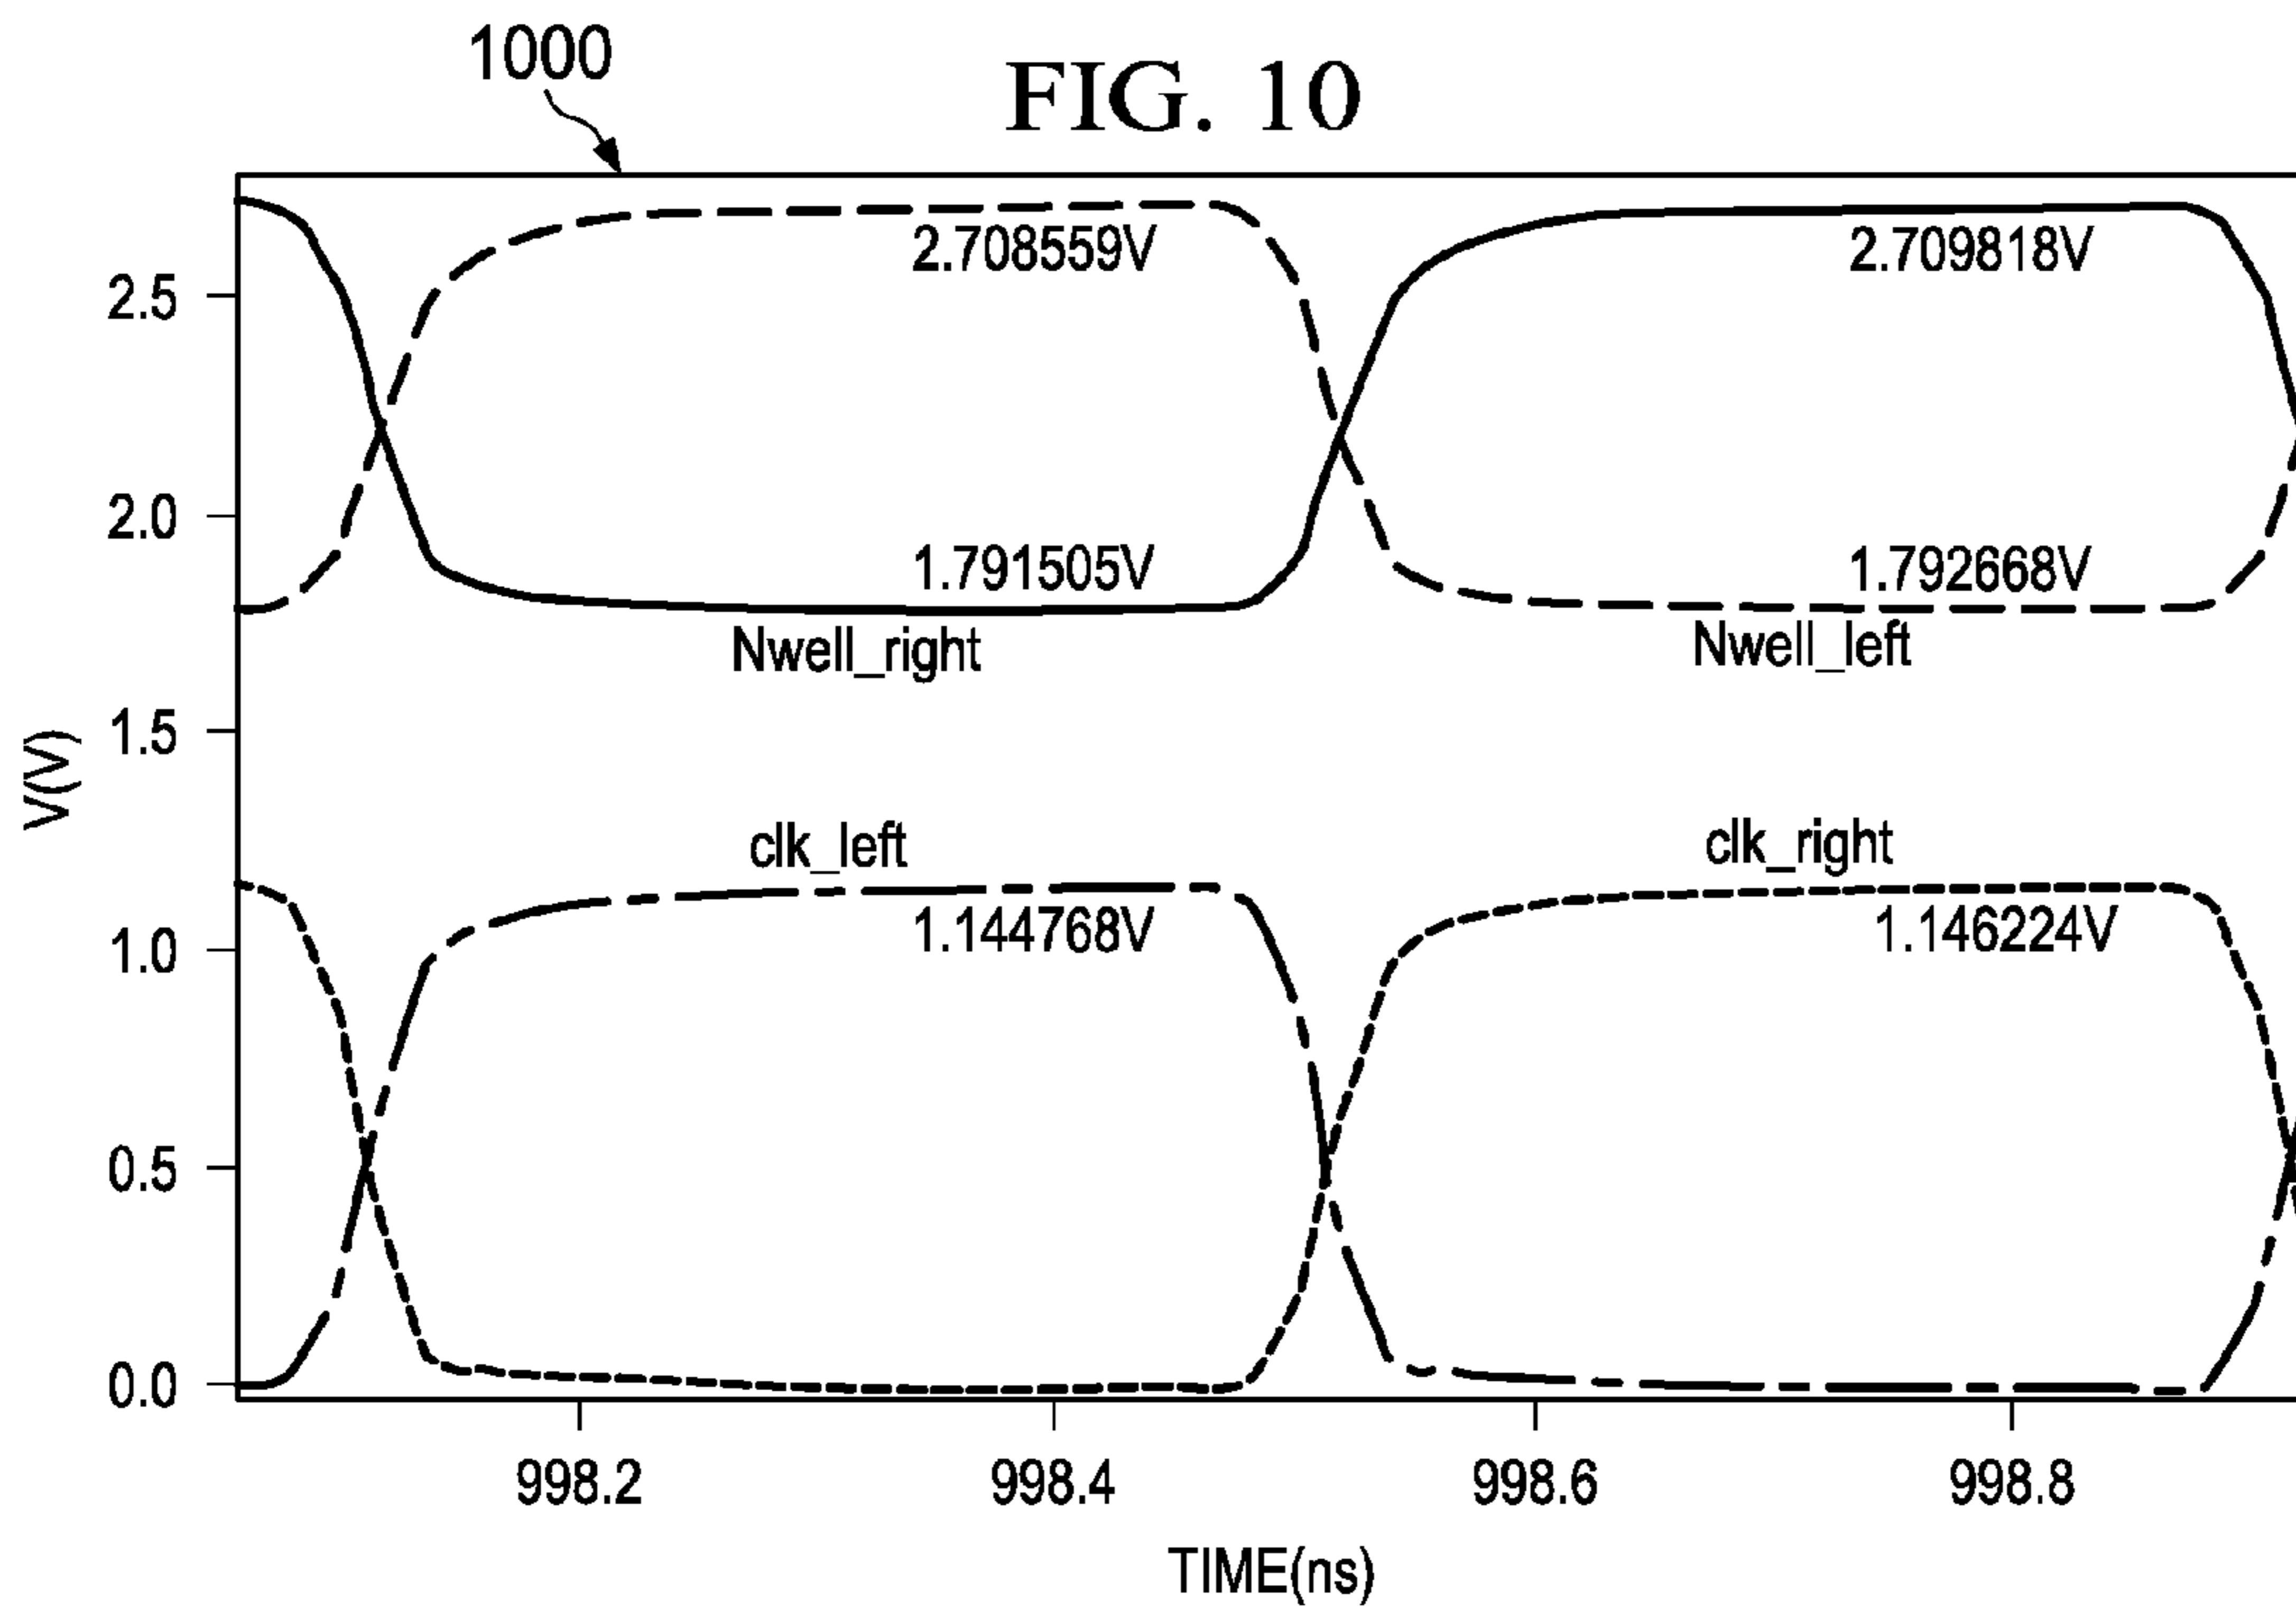 1000
FIG. 10
2.708559V
2.709818V
2.5
2.0
1.791505V
1.792668V
Nwell_right
Nwell_left
V(V)
1.5
clk_left
clk_right
1.144768V
1.146224V
1.0
0.5
0.0
998.2
998.4
998.6
998.8
TIME(ns)